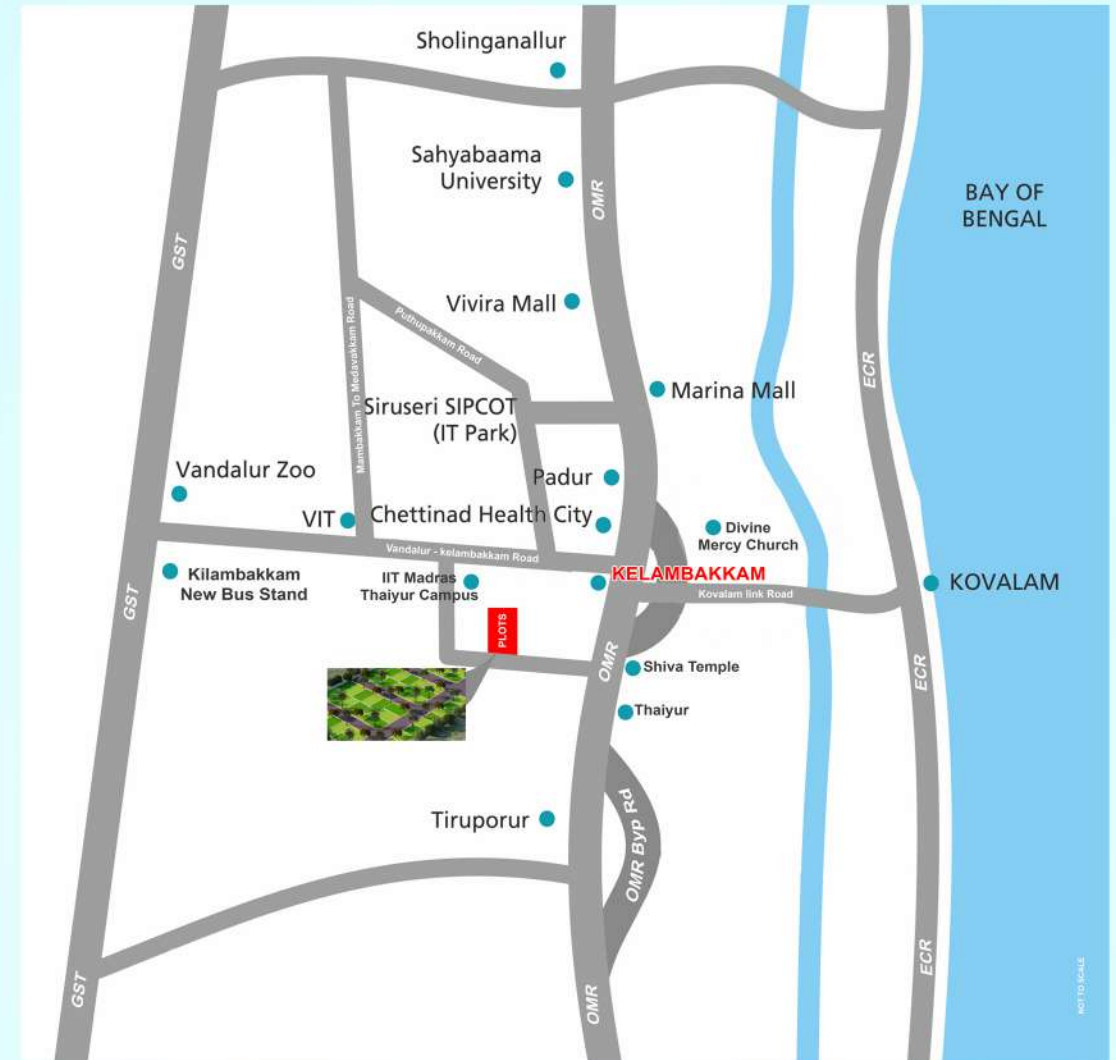 Sholinganallur
Sahyabaama
University
OMR
BAY OF
BENGAL
GST
Vivira Mall
Mambakkam To Medavakkam Road
Puthupakkam Road
ECR
Marina Mall
Siruseri SIPCOT
(IT Park)
Vandalur Zoo
Padur
VIT
Chettinad Health City
Divine
Mercy Church
Vandalur - kelambakkam Road
Kilambakkam
New Bus Stand
IIT Madras
Thaiyur Campus
KELAMBAKKAM
Kovalam link Road
KOVALAM
GST
PLOTS
OMR
Shiva Temple
ECR
Thaiyur
Tiruporur
OMR Byp Rd
GST
OMR
ECR
NOT TO SCALE